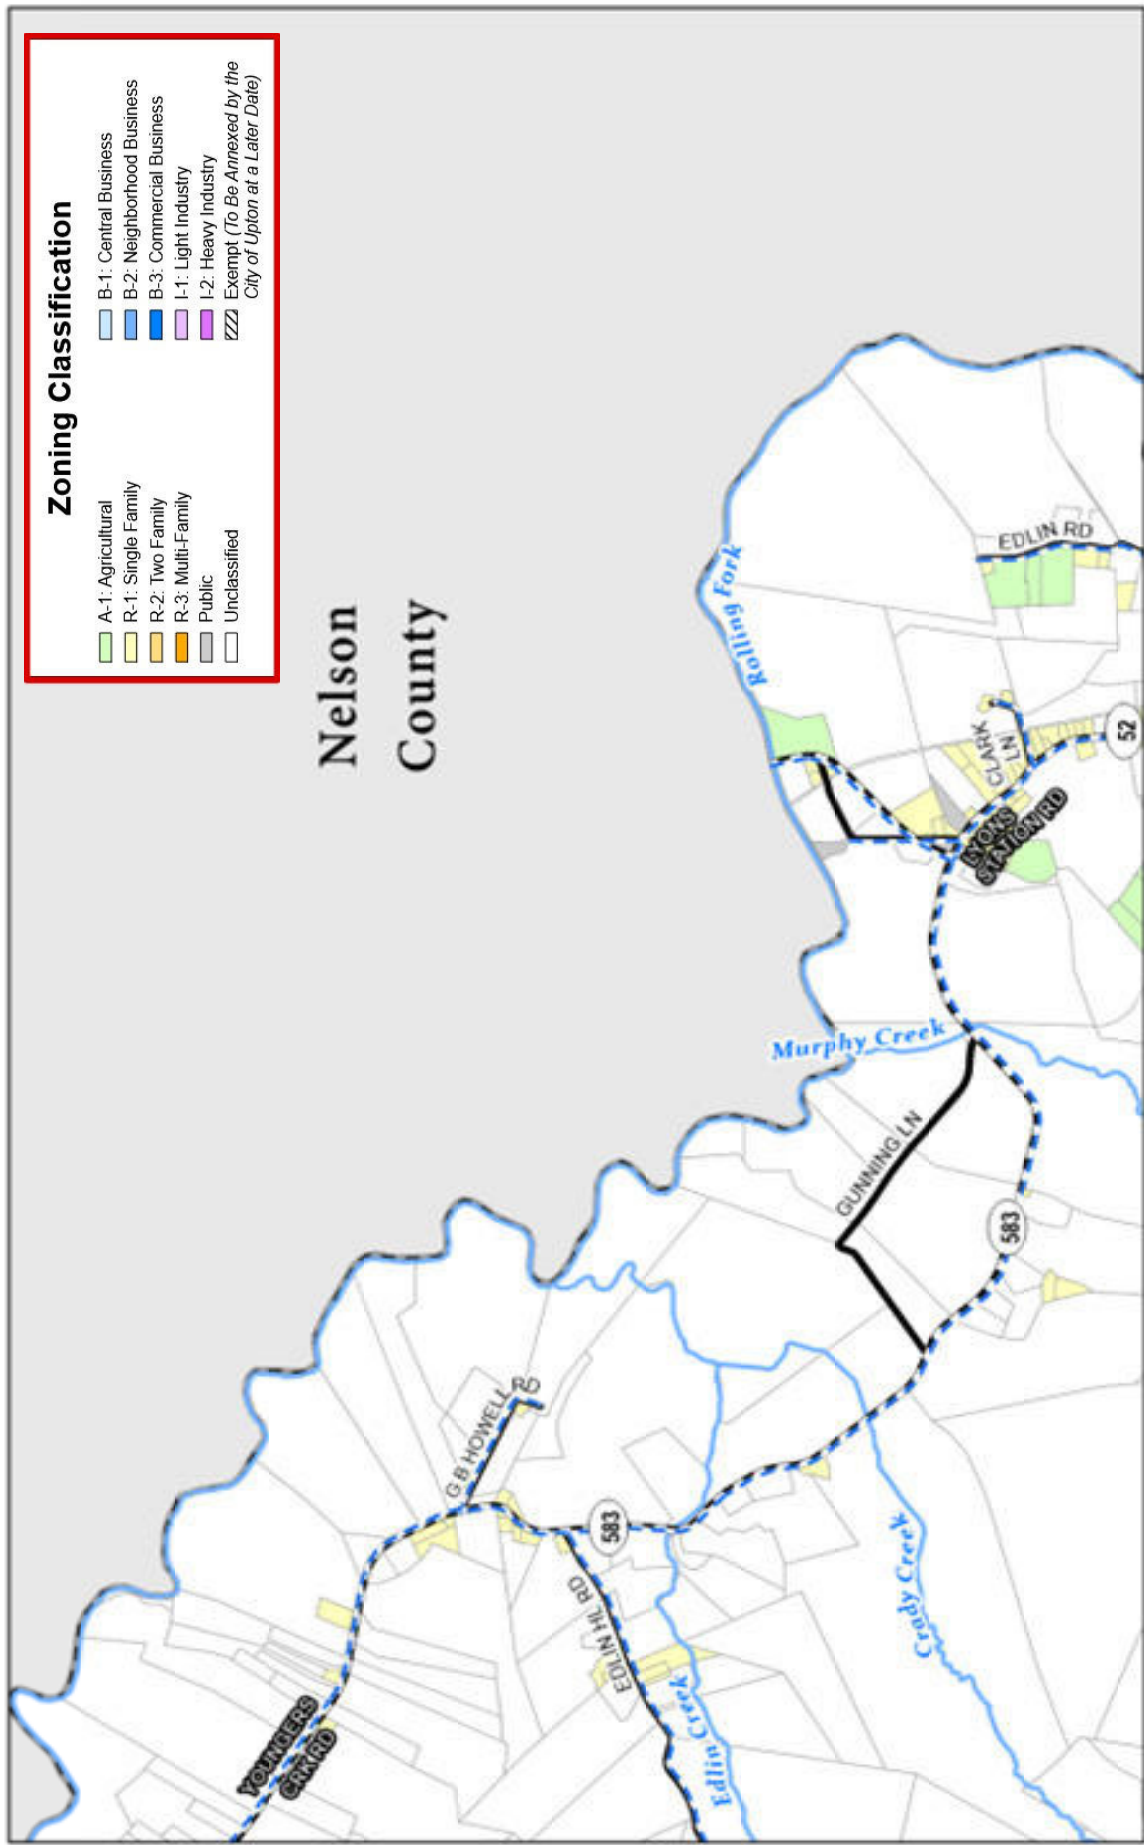 Zoning Classification
A-1: Agricultural
R-1: Single Family
R-2: Two Family
R-3: Multi-Family
Public
Unclassified
B-1: Central Business
B-2: Neighborhood Business
B-3: Commercial Business
I-1: Light Industry
I-2: Heavy Industry
Exempt (To Be Annexed by the
City of Upton at a Later Date)
Nelson
County
Rolling Fork
EDLIN RD
CLARK
LN
52
LYONS
STATION RD
Murphy Creek
GUNNING LN
583
G B HOWELL RD
583
EDLIN HL RD
Crady Creek
Edlin Creek
YOUNGERS
CRK RD